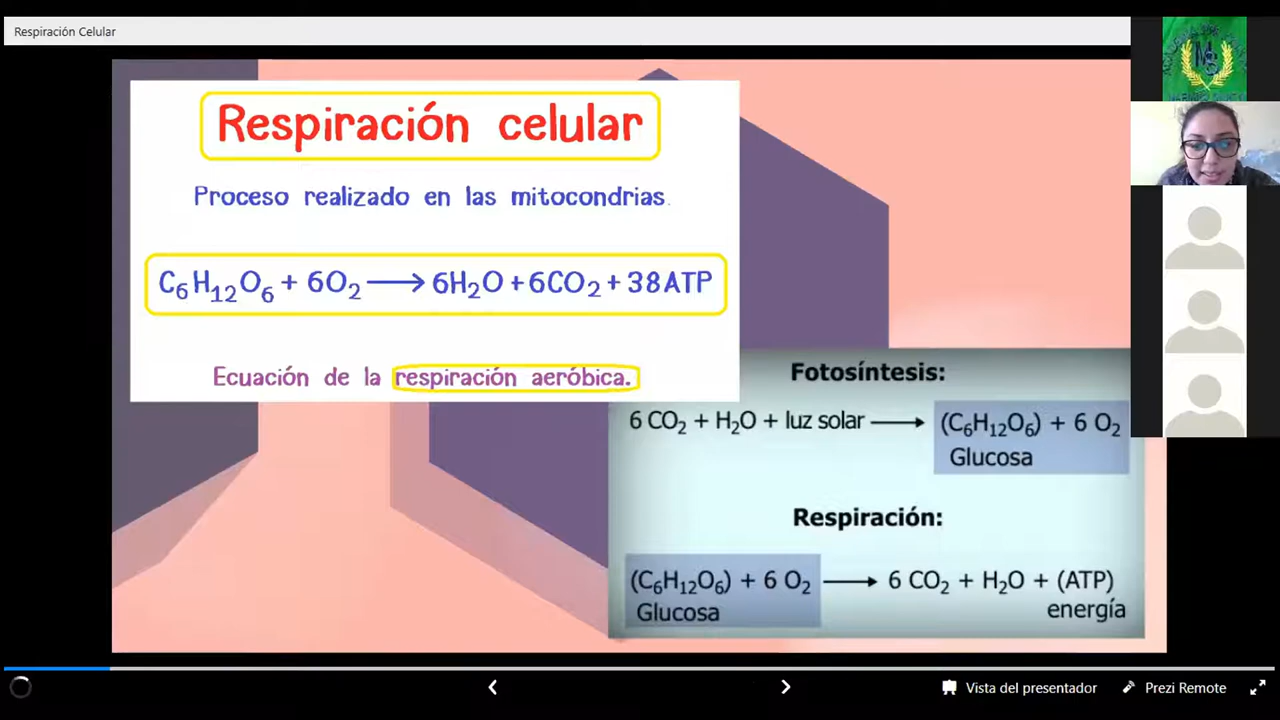 Respiración Celular
Respiración celular
Proceso realizado en las mitocondrias.
C₆H₁₂O₆ + 6O₂ ⟶ 6H₂O + 6CO₂ + 38ATP
Ecuación de la respiración aeróbica.
Fotosíntesis:
6 CO₂ + H₂O + luz solar ⟶ (C₆H₁₂O₆) + 6 O₂
Glucosa
Respiración:
(C₆H₁₂O₆) + 6 O₂ ⟶ 6 CO₂ + H₂O + (ATP)
Glucosa energía
Vista del presentador
Prezi Remote